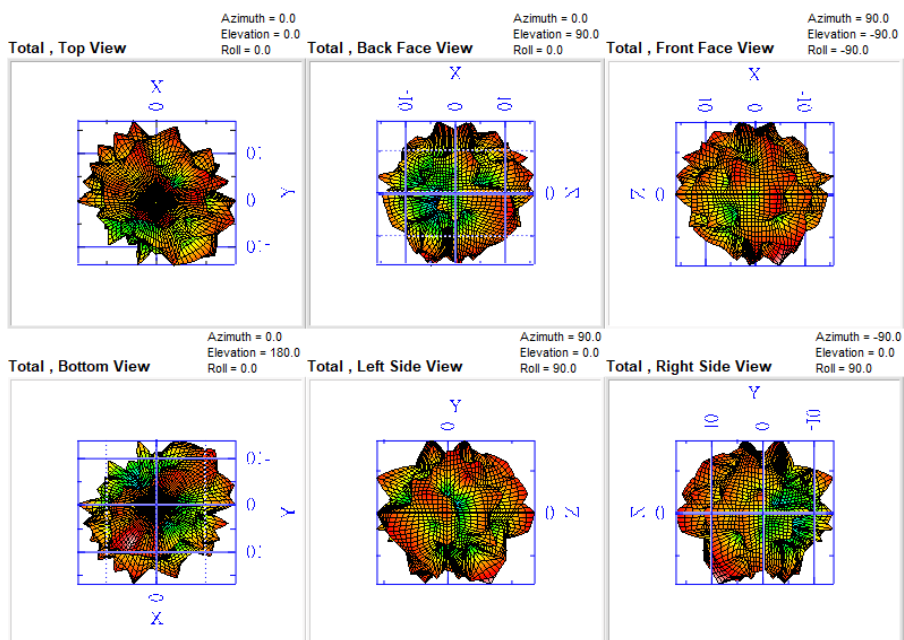 Azimuth = 0.0
Elevation = 0.0
Roll = 0.0
Total , Top View
X
0
0
Y
Azimuth = 0.0
Elevation = 90.0
Roll = 0.0
Total , Back Face View
X
-10 0 10
0 Z
Azimuth = 90.0
Elevation = -90.0
Roll = -90.0
Total , Front Face View
X
10 0 -10
Z 0
Azimuth = 0.0
Elevation = 180.0
Roll = 0.0
Total , Bottom View
0
Y
0
X
Azimuth = 90.0
Elevation = 0.0
Roll = 90.0
Total , Left Side View
Y
0
0 Z
Azimuth = -90.0
Elevation = 0.0
Roll = 90.0
Total , Right Side View
Y
10 0 -10
Z 0